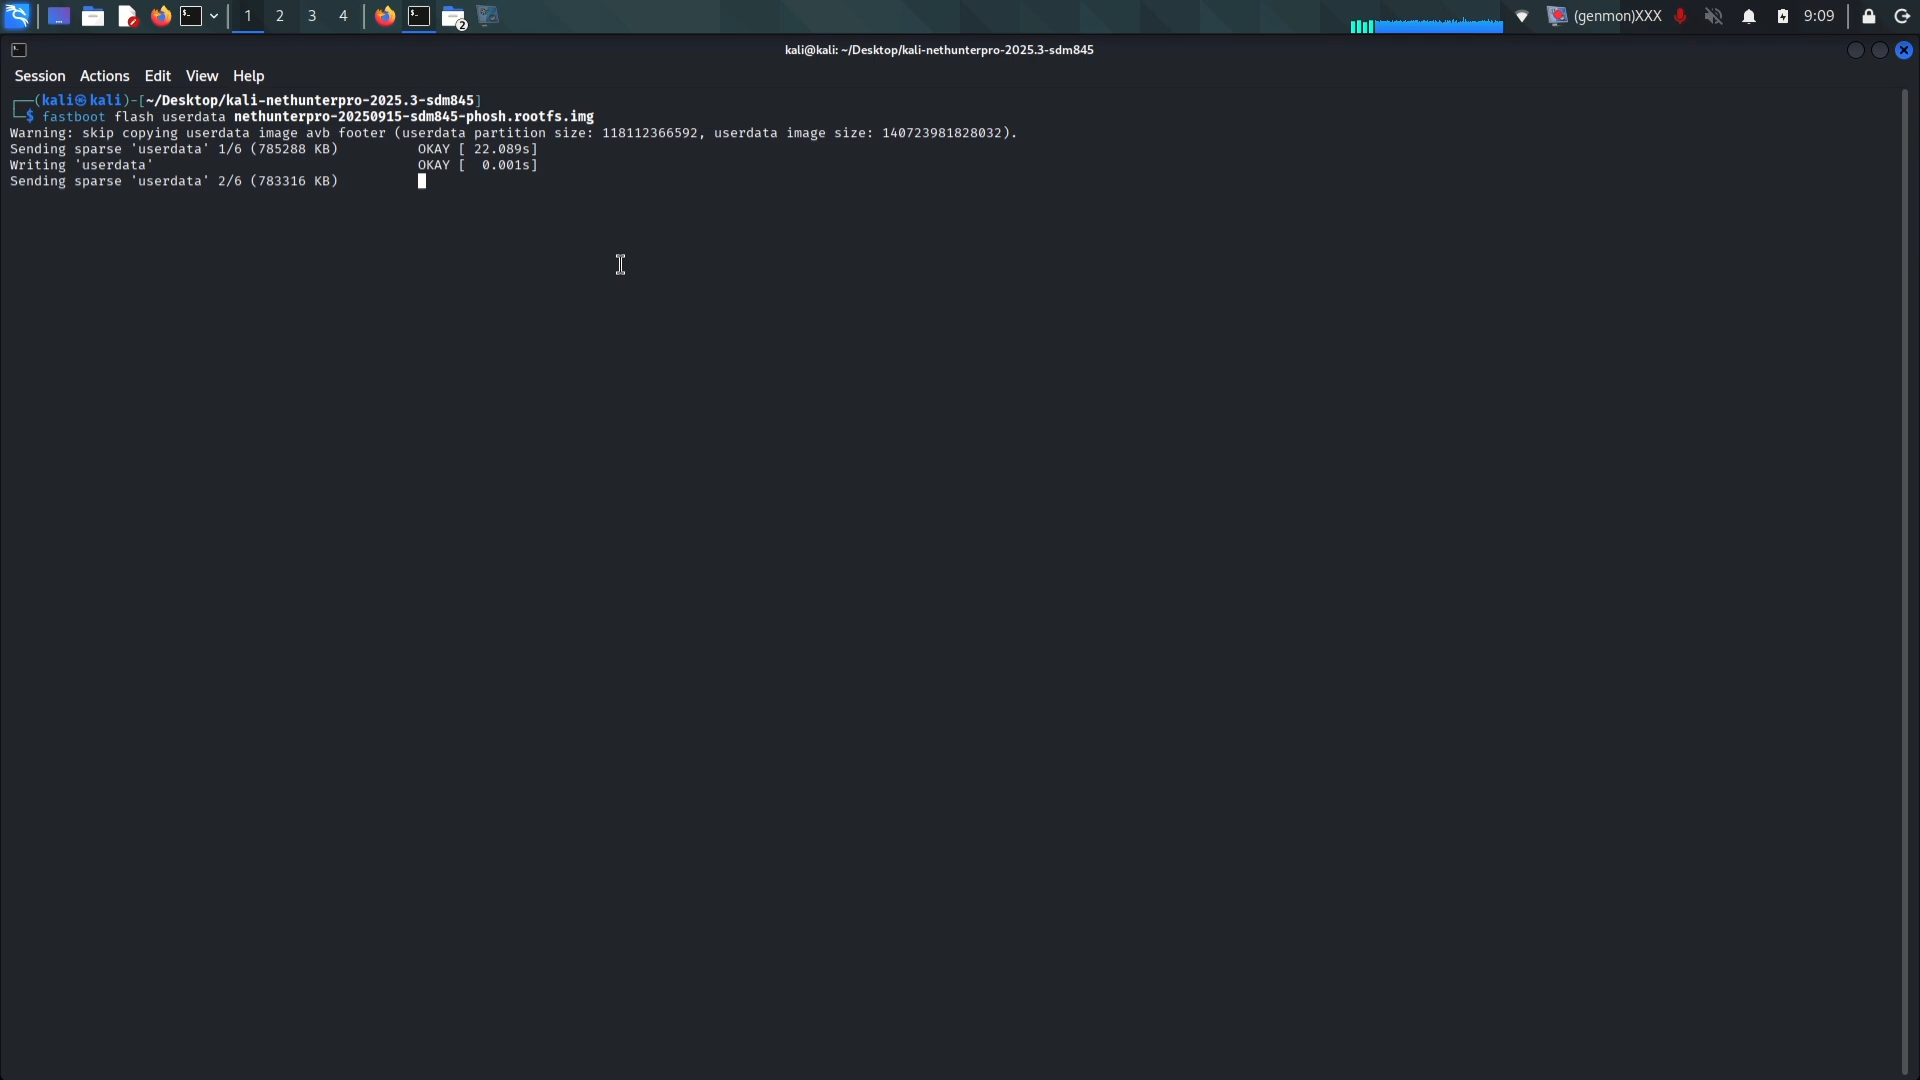 1 2 3 4 2 (genmon)XXX 9:09
kali@kali: ~/Desktop/kali-nethunterpro-2025.3-sdm845
Session Actions Edit View Help
┌──(kali㉿kali)-[~/Desktop/kali-nethunterpro-2025.3-sdm845]
└─$ fastboot flash userdata nethunterpro-20250915-sdm845-phosh.rootfs.img
Warning: skip copying userdata image avb footer (userdata partition size: 118112366592, userdata image size: 140723981828032).
Sending sparse 'userdata' 1/6 (785288 KB)          OKAY [ 22.089s]
Writing 'userdata'                                 OKAY [  0.001s]
Sending sparse 'userdata' 2/6 (783316 KB)